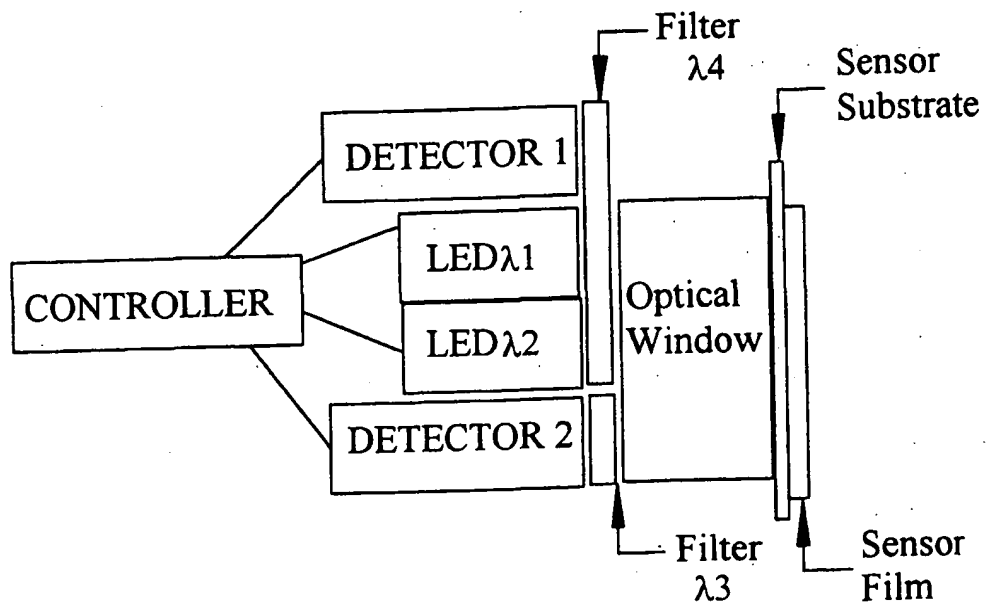 Filter
λ4
Sensor
Substrate
DETECTOR 1
LEDλ1
CONTROLLER
Optical
Window
LEDλ2
DETECTOR 2
Filter
λ3
Sensor
Film